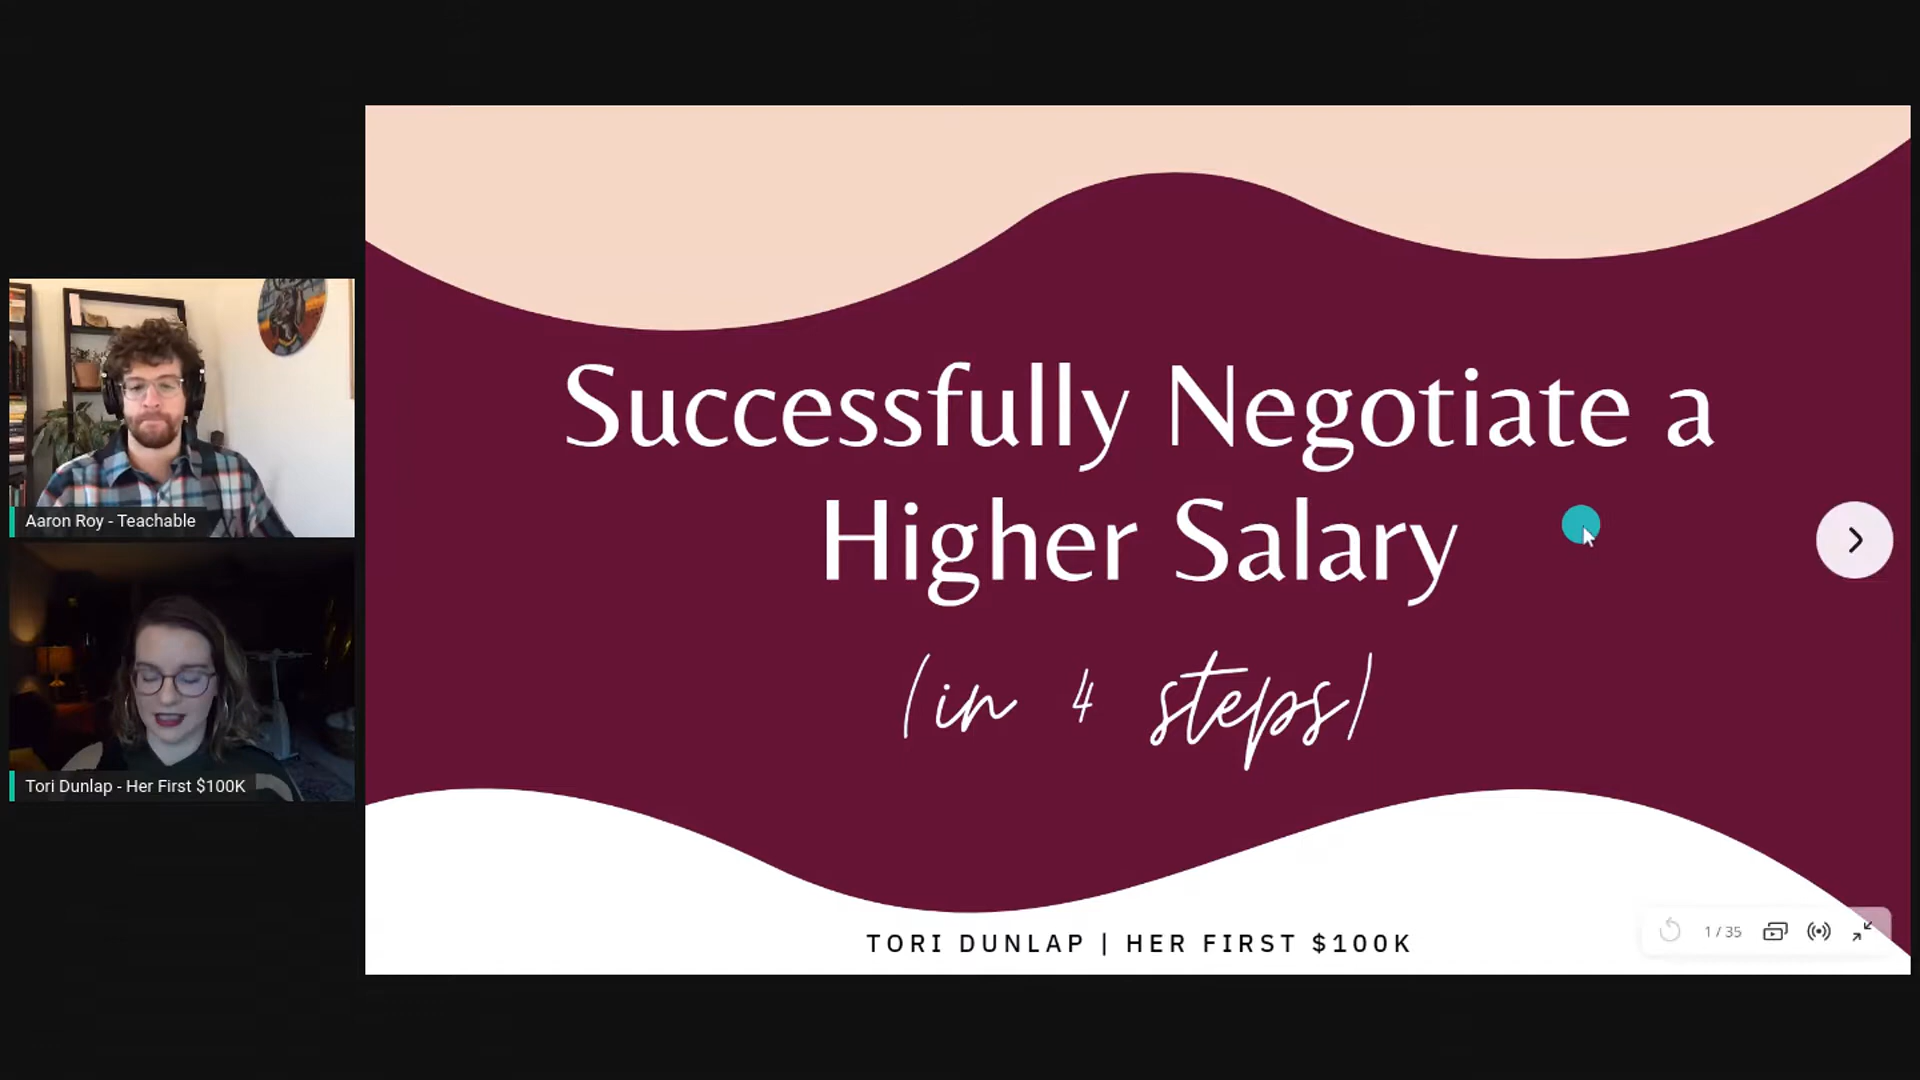 Aaron Roy - Teachable
Tori Dunlap - Her First $100K
Successfully Negotiate a
Higher Salary
(in 4 steps)
TORI DUNLAP | HER FIRST $100K
1 / 35